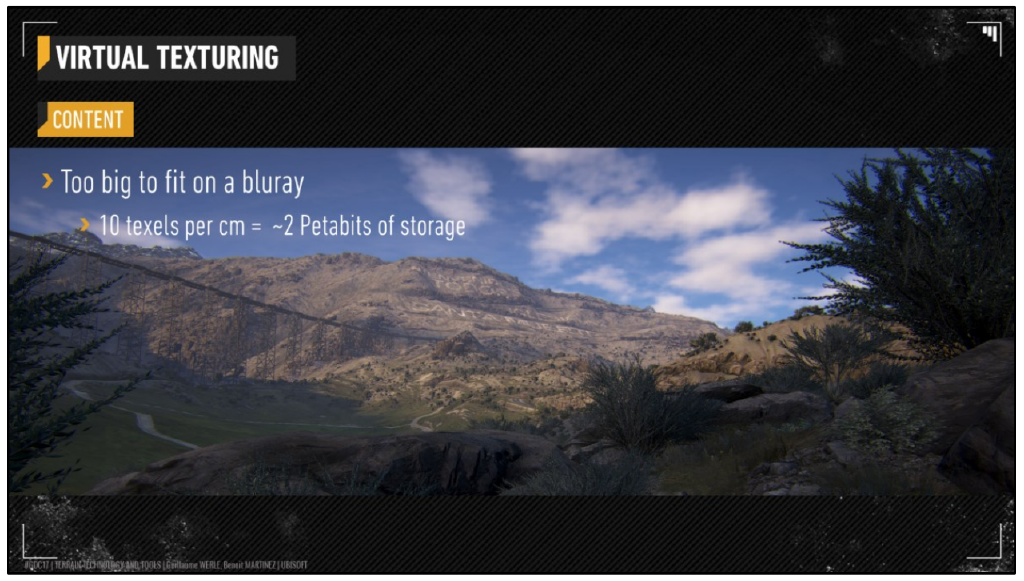 VIRTUAL TEXTURING
CONTENT
Too big to fit on a bluray
10 texels per cm = ~2 Petabits of storage
#GDC17 | TERRAIN TECHNOLOGY AND TOOLS | Guillaume WERLE, Benoit MARTINEZ | UBISOFT